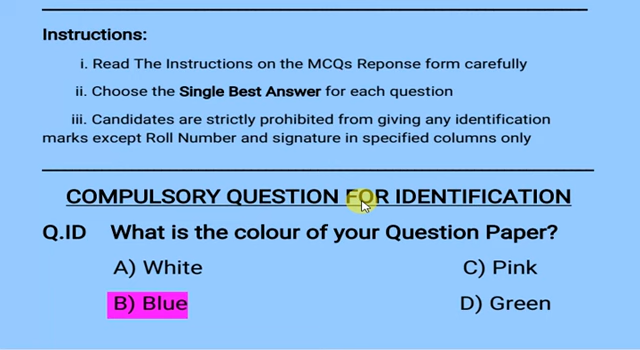 Instructions:
i. Read The Instructions on the MCQs Reponse form carefully
ii. Choose the Single Best Answer for each question
iii. Candidates are strictly prohibited from giving any identification
marks except Roll Number and signature in specified columns only
COMPULSORY QUESTION FOR IDENTIFICATION
Q.ID What is the colour of your Question Paper?
A) White C) Pink
B) Blue D) Green